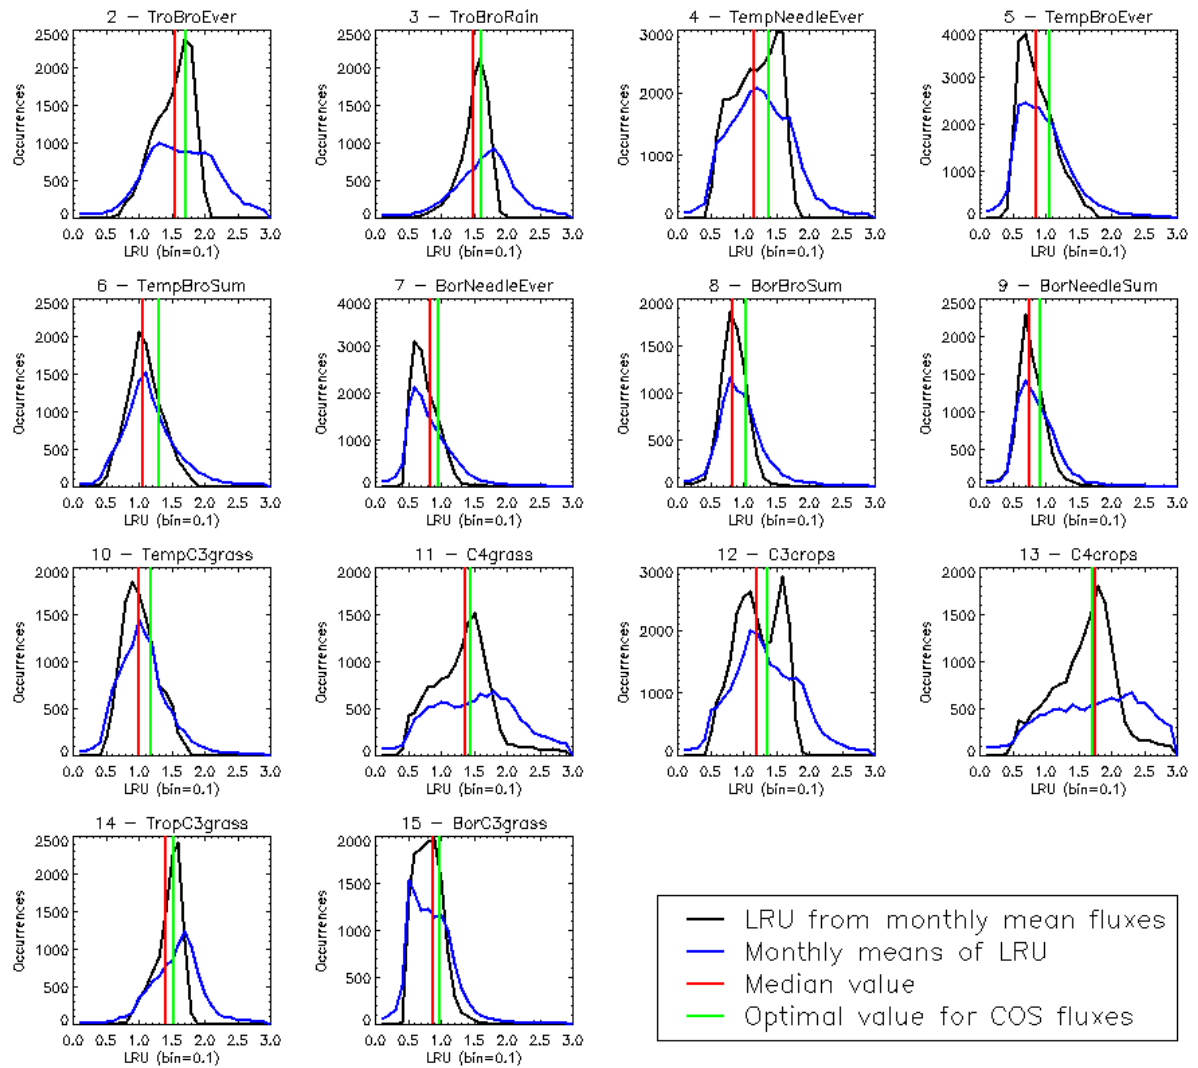 2 - TroBroEver
3 - TroBroRain
4 - TempNeedleEver
5 - TempBroEver
2500
2000
1500
1000
500
0
Occurrences
0.0 0.5 1.0 1.5 2.0 2.5 3.0
LRU (bin=0.1)
2500
2000
1500
1000
500
0
Occurrences
0.0 0.5 1.0 1.5 2.0 2.5 3.0
LRU (bin=0.1)
3000
2000
1000
0
Occurrences
0.0 0.5 1.0 1.5 2.0 2.5 3.0
LRU (bin=0.1)
4000
3000
2000
1000
0
Occurrences
0.0 0.5 1.0 1.5 2.0 2.5 3.0
LRU (bin=0.1)
6 - TempBroSum
7 - BorNeedleEver
8 - BorBroSum
9 - BorNeedleSum
2500
2000
1500
1000
500
0
Occurrences
0.0 0.5 1.0 1.5 2.0 2.5 3.0
LRU (bin=0.1)
4000
3000
2000
1000
0
Occurrences
0.0 0.5 1.0 1.5 2.0 2.5 3.0
LRU (bin=0.1)
2000
1500
1000
500
0
Occurrences
0.0 0.5 1.0 1.5 2.0 2.5 3.0
LRU (bin=0.1)
2500
2000
1500
1000
500
0
Occurrences
0.0 0.5 1.0 1.5 2.0 2.5 3.0
LRU (bin=0.1)
10 - TempC3grass
11 - C4grass
12 - C3crops
13 - C4crops
2000
1500
1000
500
0
Occurrences
0.0 0.5 1.0 1.5 2.0 2.5 3.0
LRU (bin=0.1)
2000
1500
1000
500
0
Occurrences
0.0 0.5 1.0 1.5 2.0 2.5 3.0
LRU (bin=0.1)
3000
2000
1000
0
Occurrences
0.0 0.5 1.0 1.5 2.0 2.5 3.0
LRU (bin=0.1)
2000
1500
1000
500
0
Occurrences
0.0 0.5 1.0 1.5 2.0 2.5 3.0
LRU (bin=0.1)
14 - TropC3grass
15 - BorC3grass
2500
2000
1500
1000
500
0
Occurrences
0.0 0.5 1.0 1.5 2.0 2.5 3.0
LRU (bin=0.1)
2000
1500
1000
500
0
Occurrences
0.0 0.5 1.0 1.5 2.0 2.5 3.0
LRU (bin=0.1)
LRU from monthly mean fluxes
Monthly means of LRU
Median value
Optimal value for COS fluxes